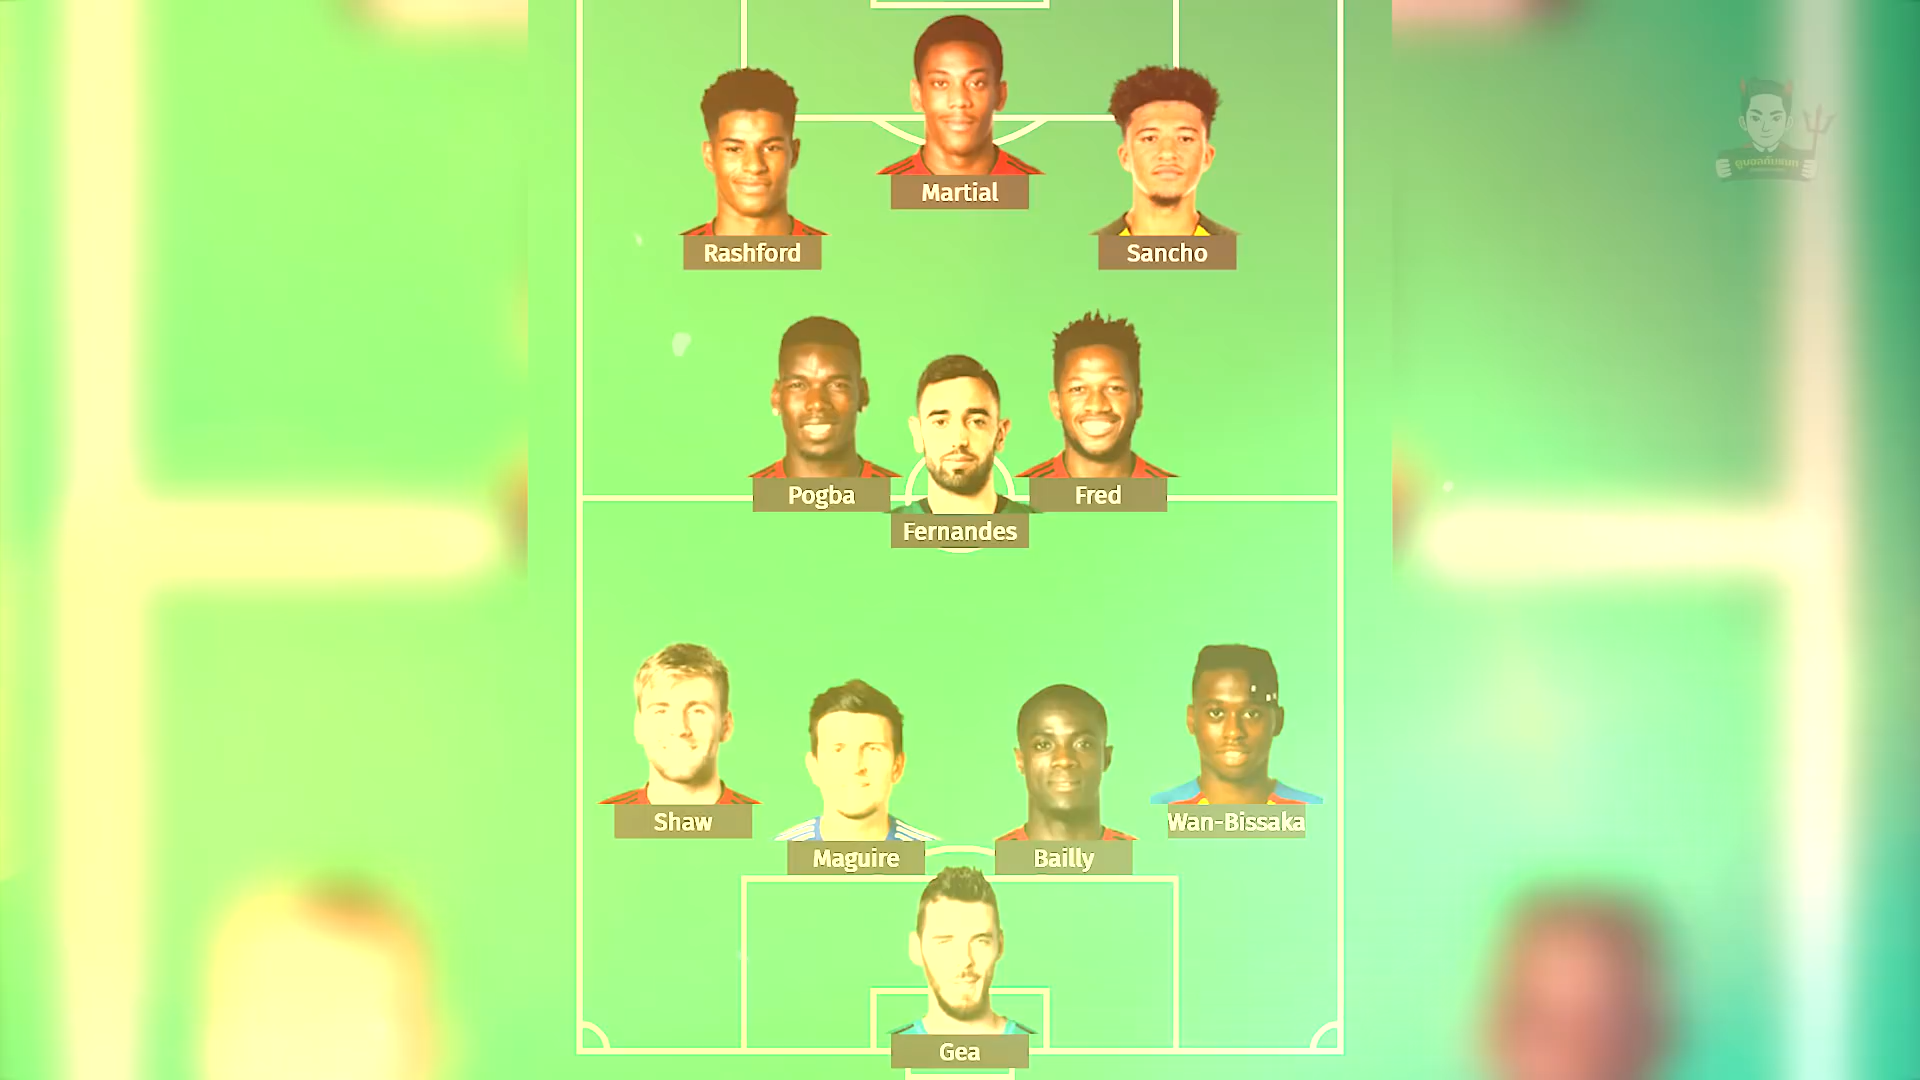 Martial
Rashford
Sancho
Pogba
Fred
Fernandes
Shaw
Wan-Bissaka
Maguire
Bailly
Gea